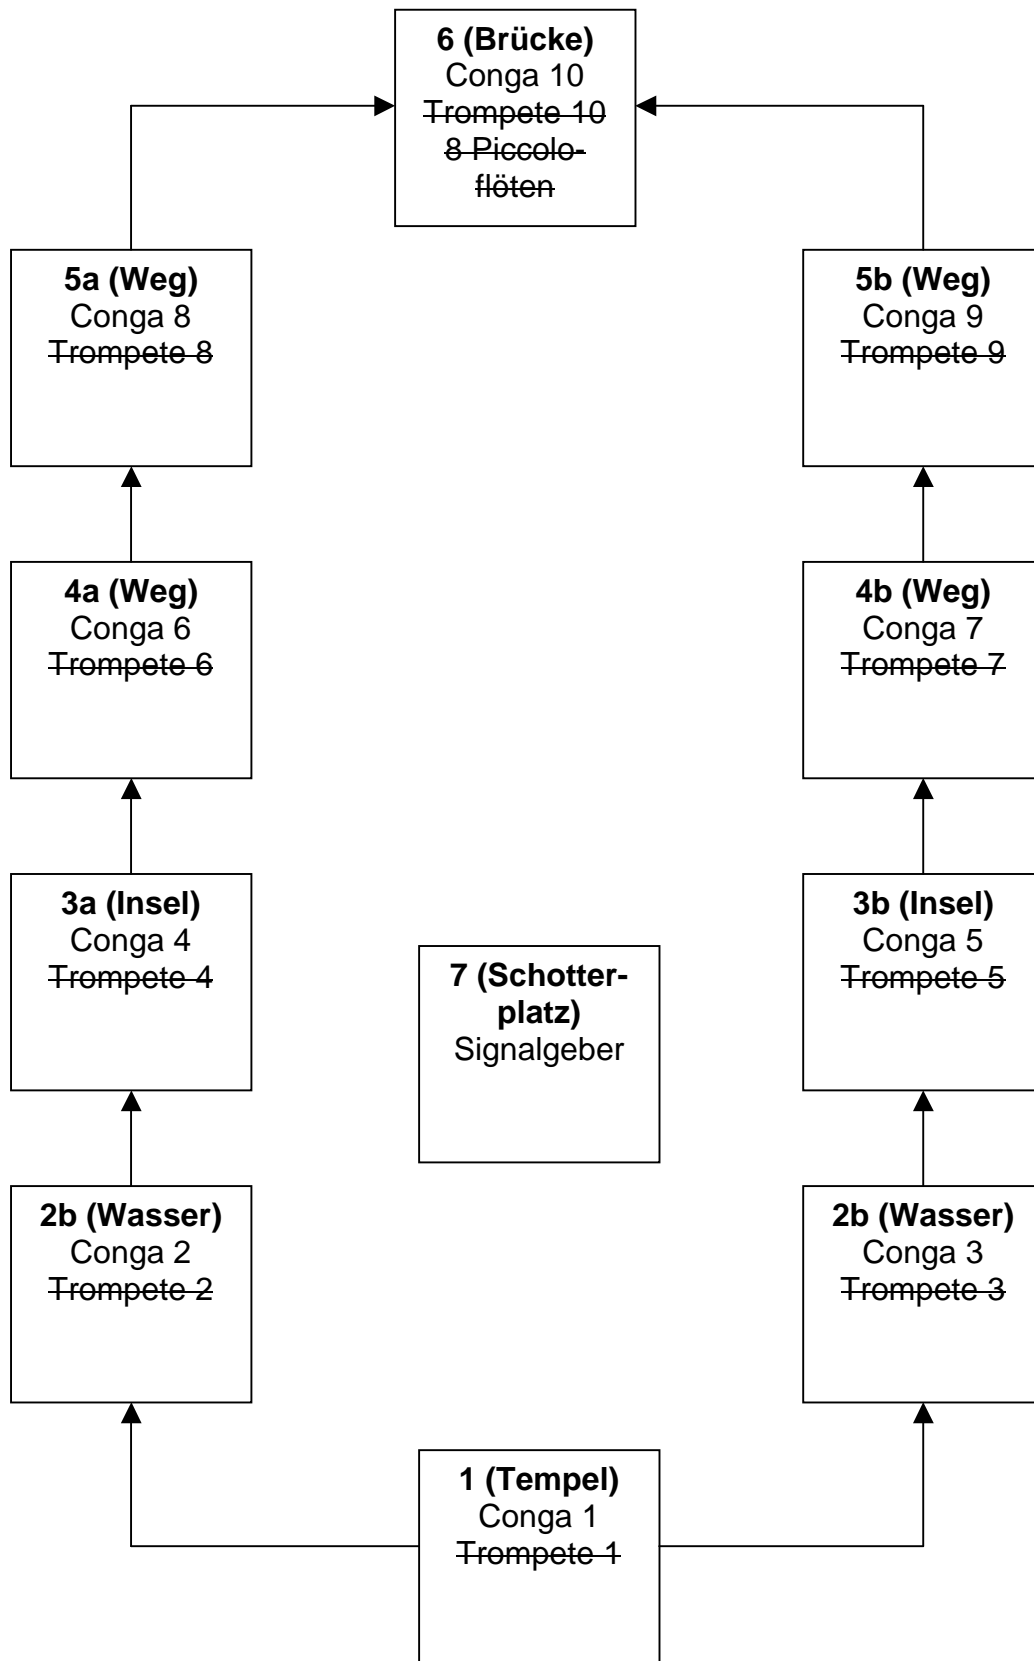 6 (Brücke)
Conga 10
Trompete 10
8 Piccolo-
flöten
5a (Weg)
Conga 8
Trompete 8
5b (Weg)
Conga 9
Trompete 9
4a (Weg)
Conga 6
Trompete 6
4b (Weg)
Conga 7
Trompete 7
3a (Insel)
Conga 4
Trompete 4
3b (Insel)
Conga 5
Trompete 5
7 (Schotter-
platz)
Signalgeber
2b (Wasser)
Conga 2
Trompete 2
2b (Wasser)
Conga 3
Trompete 3
1 (Tempel)
Conga 1
Trompete 1